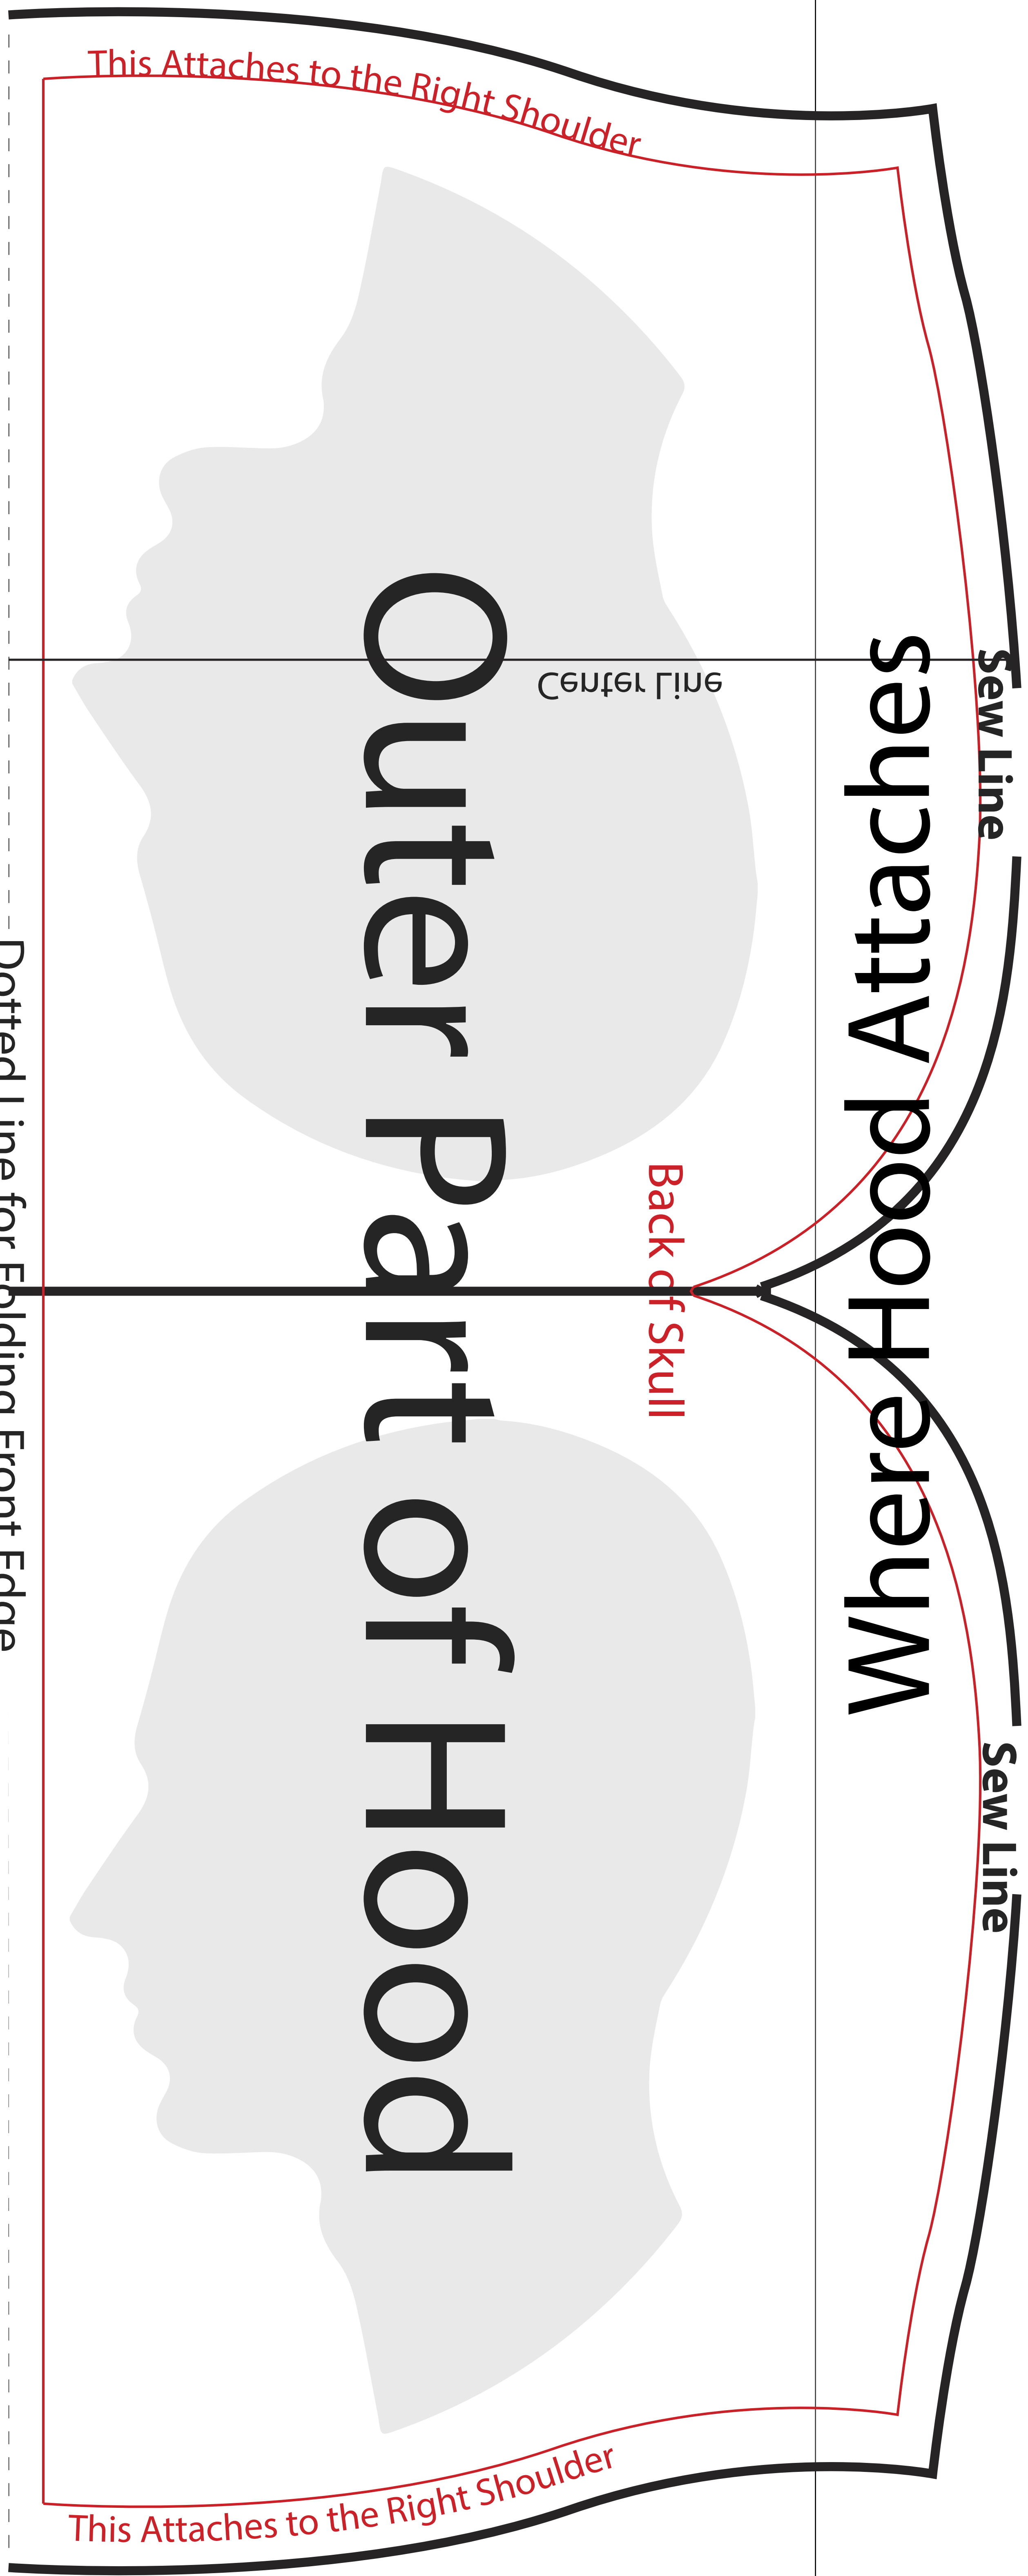 This Attaches to the Right Shoulder
Center Line
Sew Line
Where Hood Attaches
Outer Part of Hood
Back of Skull
Dotted Line for Folding Front Edge
Sew Line
This Attaches to the Right Shoulder